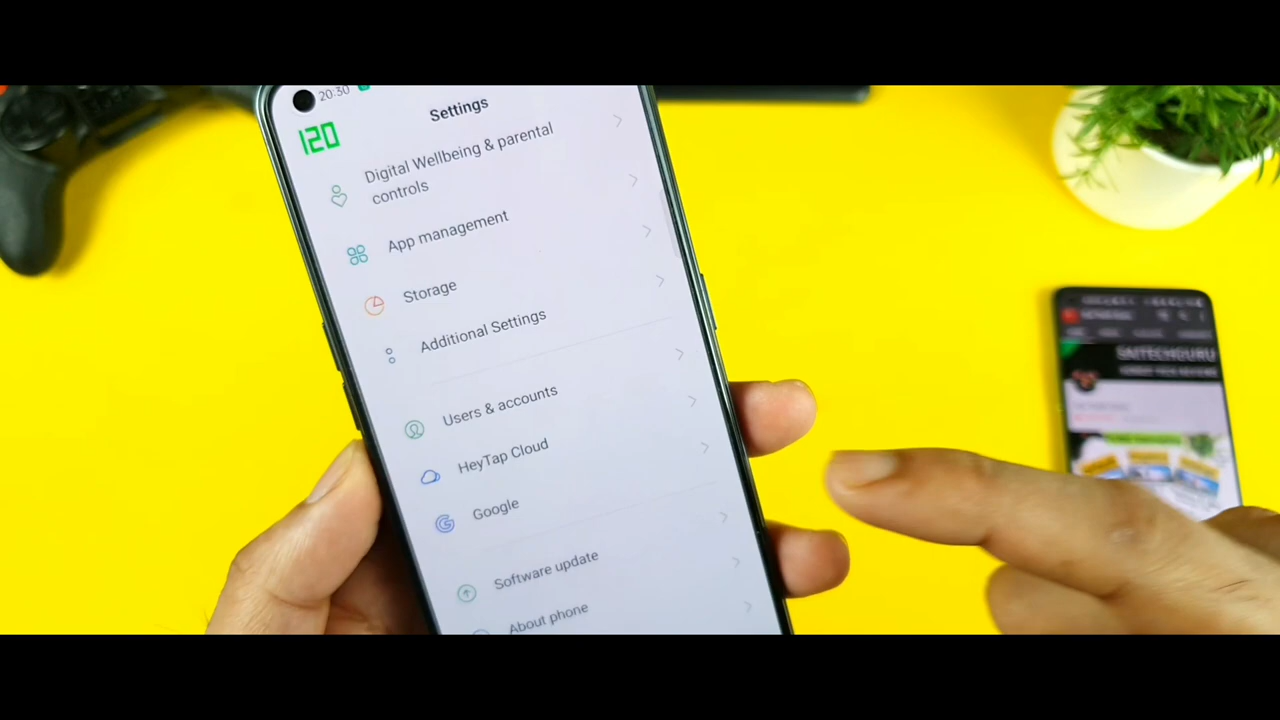 20:30
Settings
120
Digital Wellbeing & parental
controls
App management
Storage
Additional Settings
Users & accounts
HeyTap Cloud
Google
Software update
About phone
SMTECHGURU